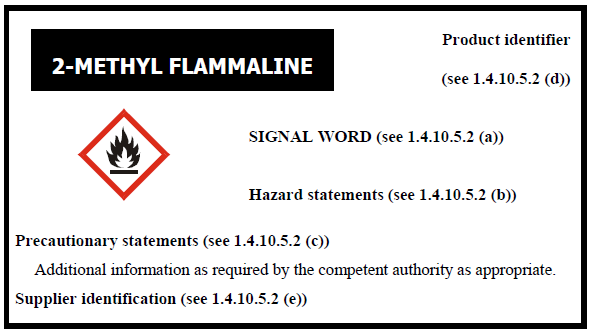 2-METHYL FLAMMALINE
Product identifier
(see 1.4.10.5.2 (d))
SIGNAL WORD (see 1.4.10.5.2 (a))
Hazard statements (see 1.4.10.5.2 (b))
Precautionary statements (see 1.4.10.5.2 (c))
Additional information as required by the competent authority as appropriate.
Supplier identification (see 1.4.10.5.2 (e))